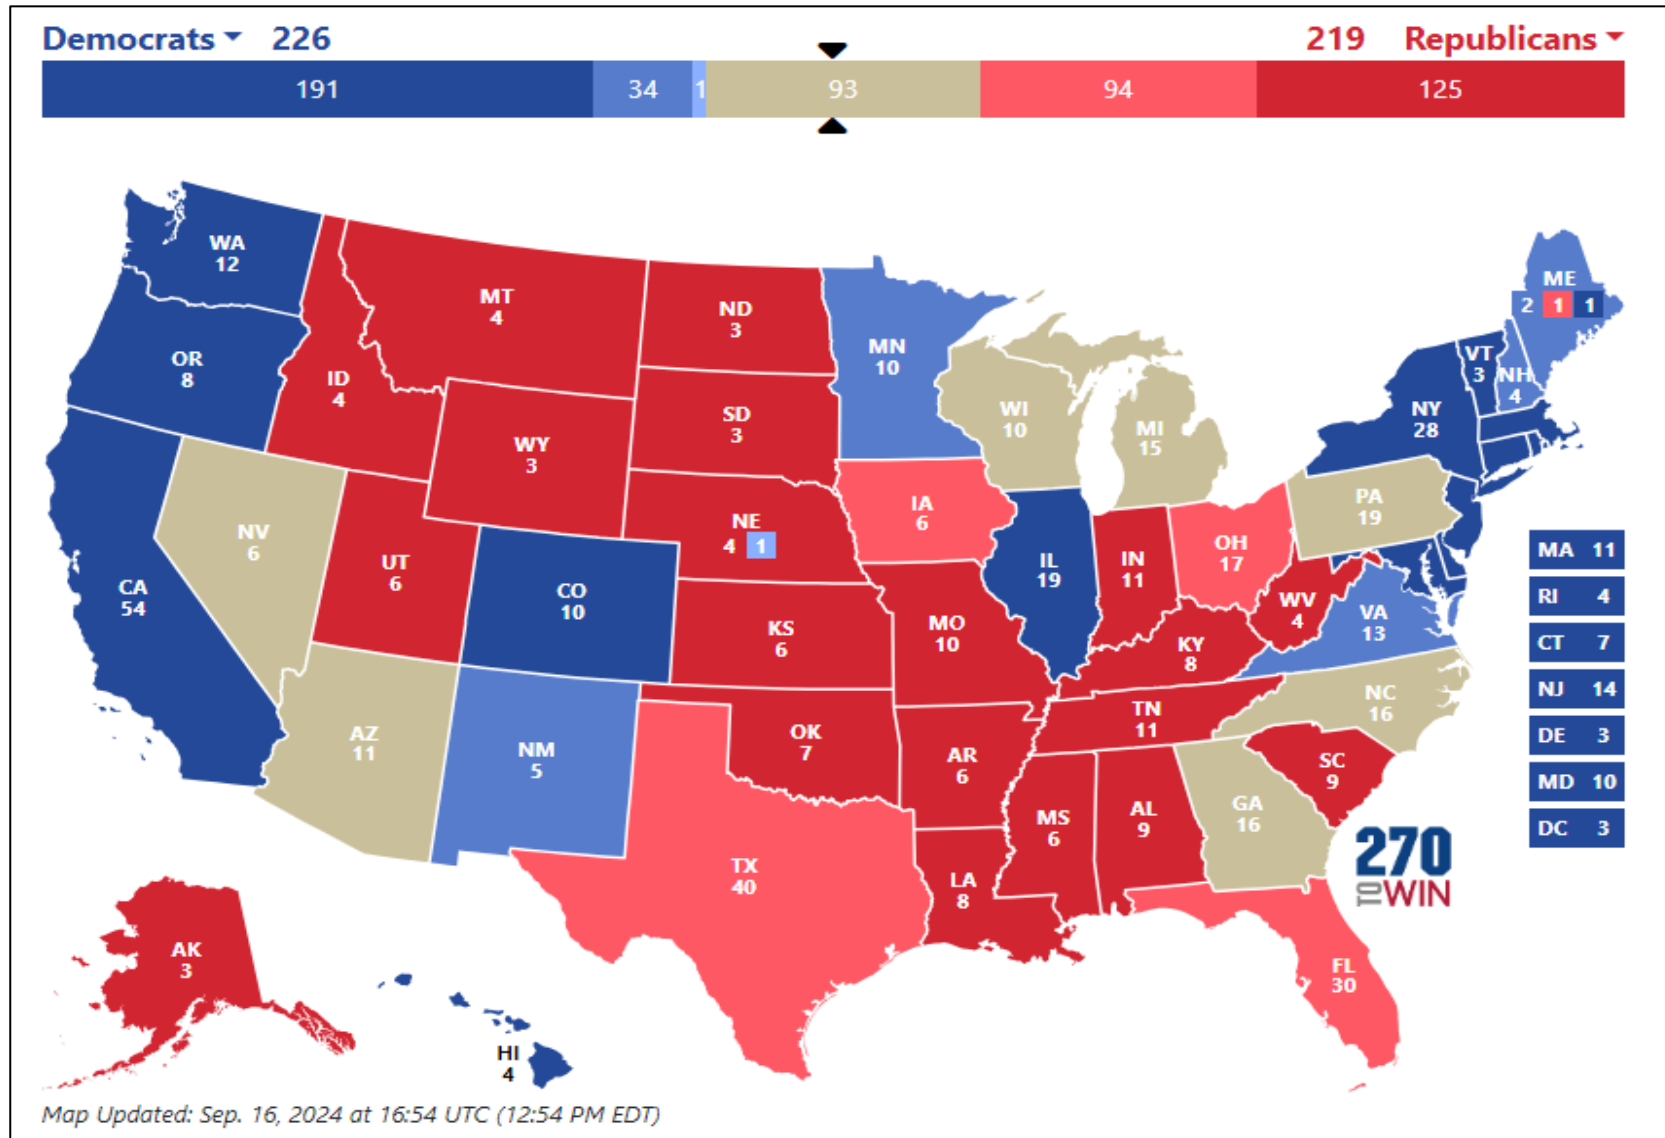 Democrats 226
219 Republicans
191 34 1 93 94 125
WA
12
OR
8
CA
54
NV
6
ID
4
MT
4
WY
3
UT
6
AZ
11
CO
10
NM
5
ND
3
SD
3
NE
4 1
KS
6
OK
7
TX
40
MN
10
IA
6
MO
10
AR
6
LA
8
WI
10
IL
19
MI
15
IN
11
OH
17
KY
8
TN
11
MS
6
AL
9
GA
16
FL
30
SC
9
NC
16
VA
13
WV
4
PA
19
NY
28
VT
3
NH
4
ME
2 1 1
MA 11
RI 4
CT 7
NJ 14
DE 3
MD 10
DC 3
AK
3
HI
4
270
TO WIN
Map Updated: Sep. 16, 2024 at 16:54 UTC (12:54 PM EDT)